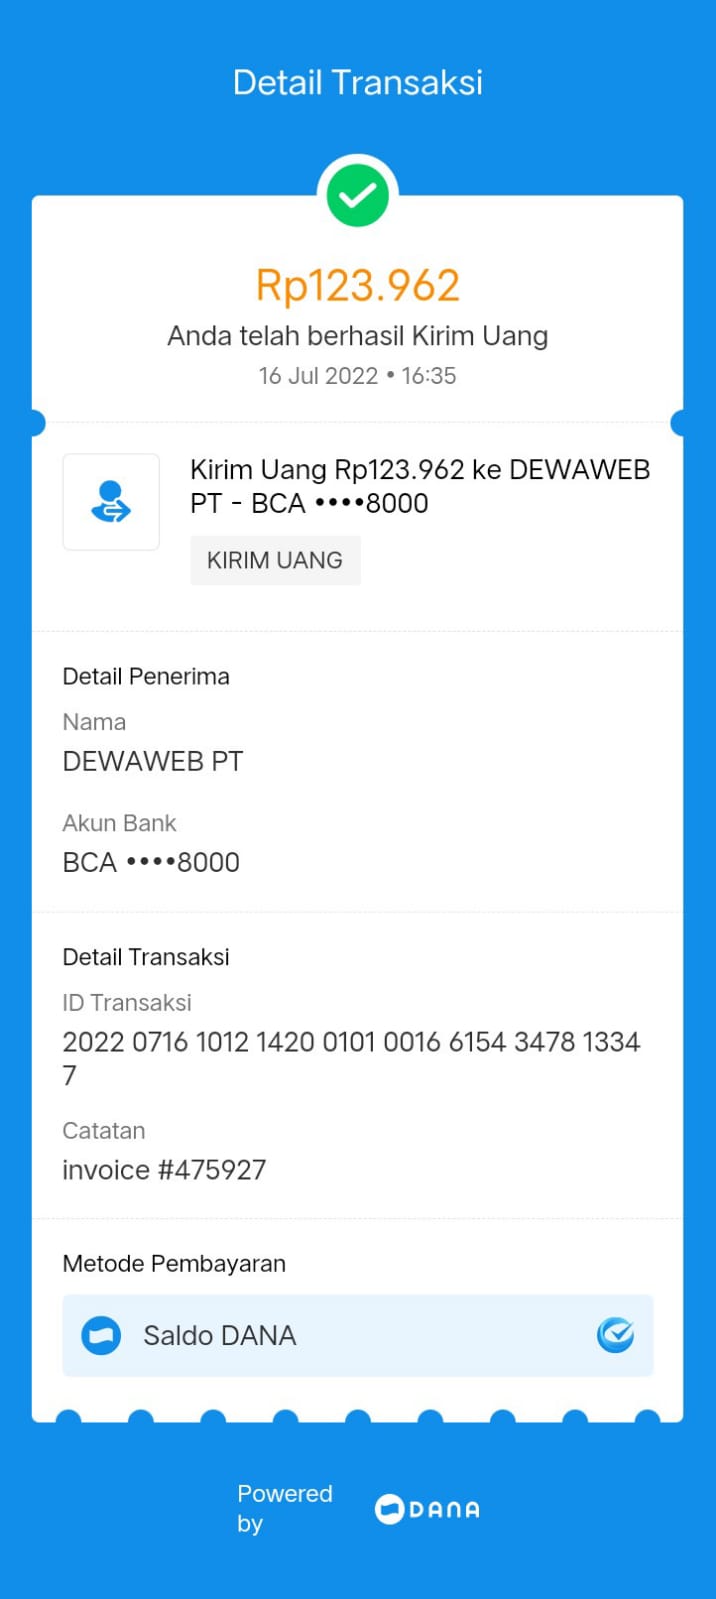 Detail Transaksi
Rp123.962
Anda telah berhasil Kirim Uang
16 Jul 2022 • 16:35
Kirim Uang Rp123.962 ke DEWAWEB
PT - BCA ••••8000
KIRIM UANG
Detail Penerima
Nama
DEWAWEB PT
Akun Bank
BCA ••••8000
Detail Transaksi
ID Transaksi
2022 0716 1012 1420 0101 0016 6154 3478 1334
7
Catatan
invoice #475927
Metode Pembayaran
Saldo DANA
Powered
by
DANA